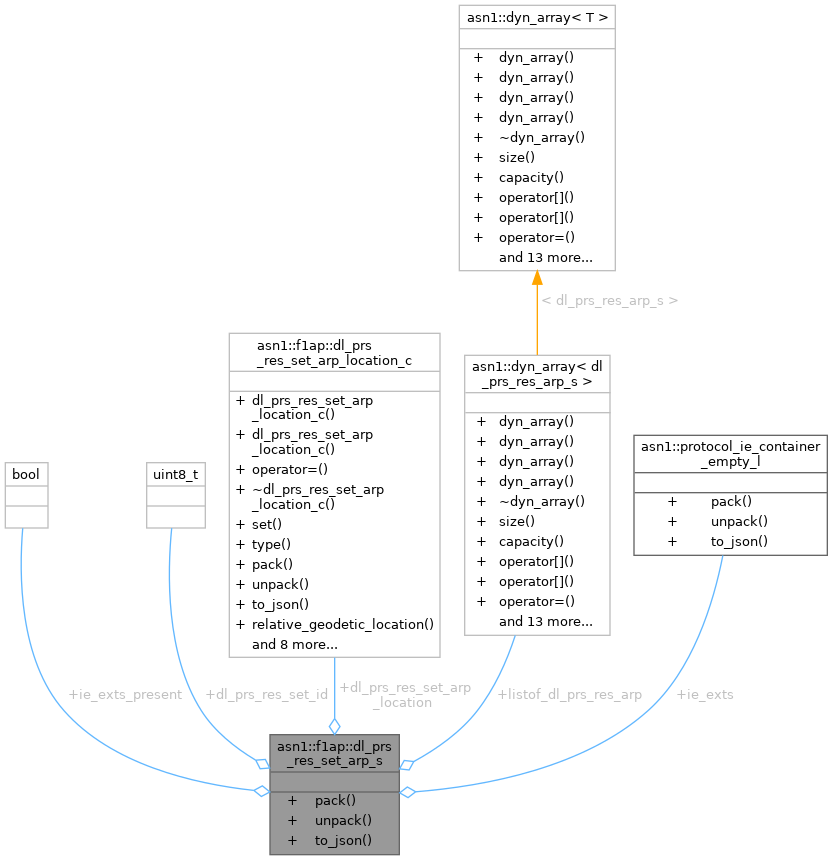 asn1::dyn_array< T >
+ dyn_array()
+ dyn_array()
+ dyn_array()
+ dyn_array()
+ ~dyn_array()
+ size()
+ capacity()
+ operator[]()
+ operator[]()
+ operator=()
and 13 more...
< dl_prs_res_arp_s >
asn1::f1ap::dl_prs
_res_set_arp_location_c
+ dl_prs_res_set_arp
_location_c()
+ dl_prs_res_set_arp
_location_c()
+ operator=()
+ ~dl_prs_res_set_arp
_location_c()
+ set()
+ type()
+ pack()
+ unpack()
+ to_json()
+ relative_geodetic_location()
and 8 more...
asn1::dyn_array< dl
_prs_res_arp_s >
+ dyn_array()
+ dyn_array()
+ dyn_array()
+ dyn_array()
+ ~dyn_array()
+ size()
+ capacity()
+ operator[]()
+ operator[]()
+ operator=()
and 13 more...
asn1::protocol_ie_container
_empty_l
+ pack()
+ unpack()
+ to_json()
bool
uint8_t
+ie_exts_present
+dl_prs_res_set_id
+dl_prs_res_set_arp
_location
+listof_dl_prs_res_arp
+ie_exts
asn1::f1ap::dl_prs
_res_set_arp_s
+ pack()
+ unpack()
+ to_json()